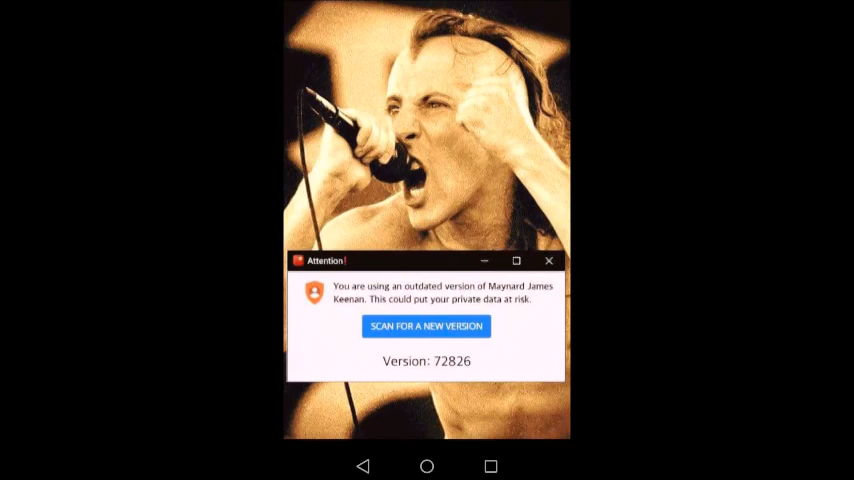 Attention!
You are using an outdated version of Maynard James
Keenan. This could put your private data at risk.
SCAN FOR A NEW VERSION
Version: 72826